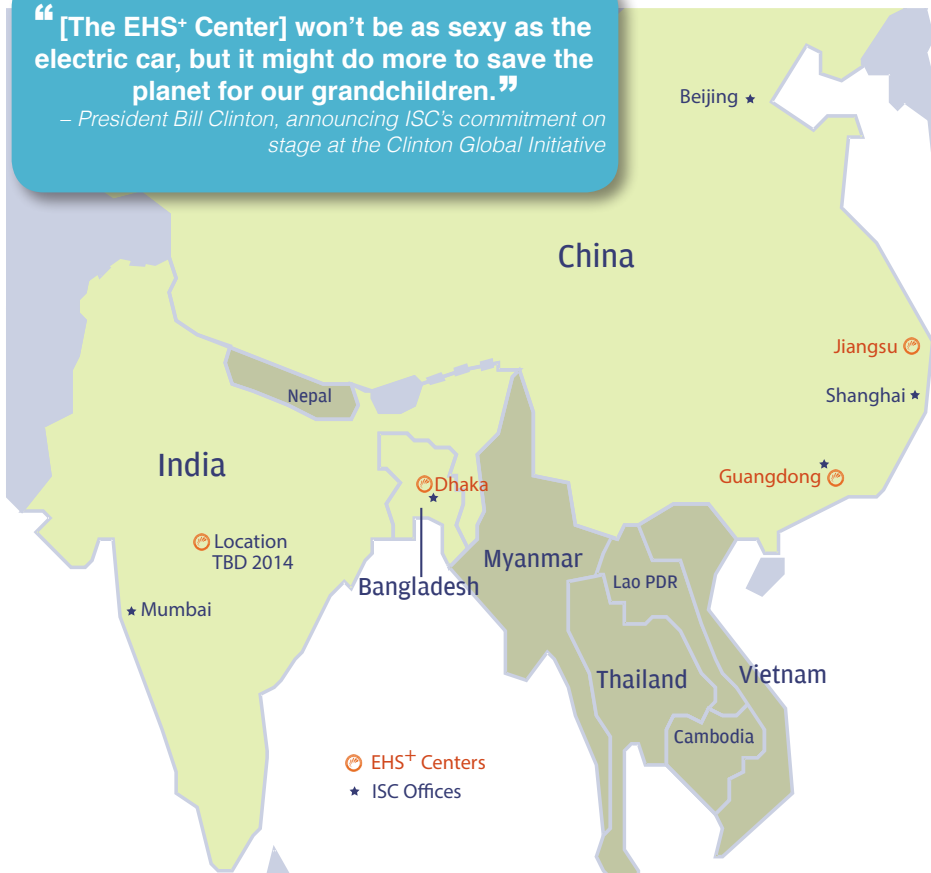 “ [The EHS+ Center] won’t be as sexy as the
electric car, but it might do more to save the
planet for our grandchildren.”
– President Bill Clinton, announcing ISC’s commitment on
stage at the Clinton Global Initiative
Beijing
China
Jiangsu
Nepal
Shanghai
India
Guangdong
Dhaka
Location
TBD 2014
Myanmar
Bangladesh
Lao PDR
Mumbai
Thailand
Vietnam
Cambodia
EHS+ Centers
ISC Offices